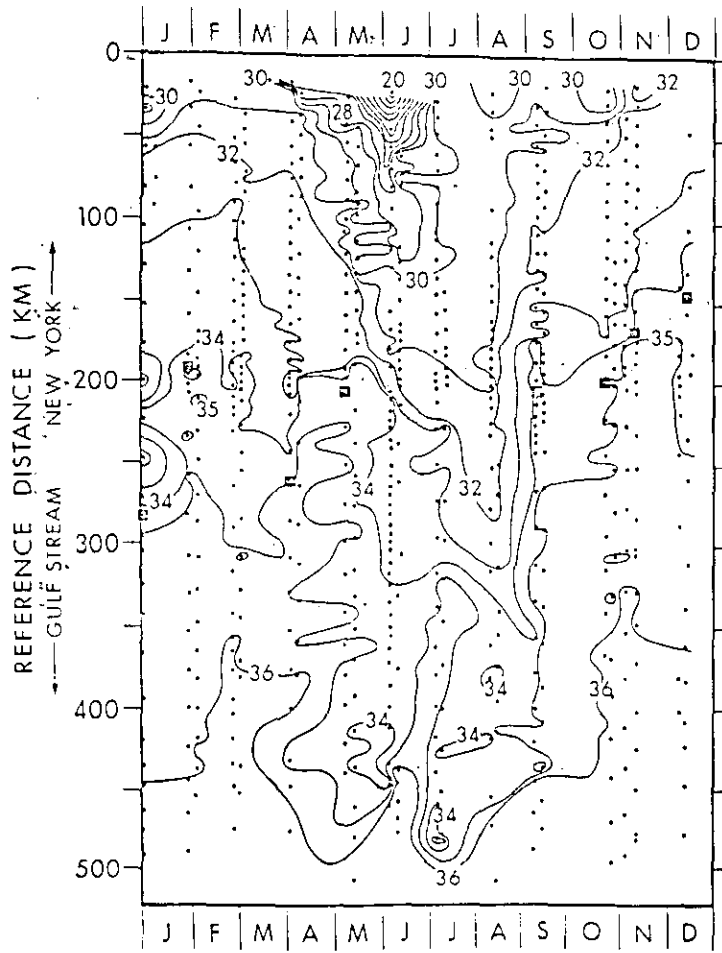 J F M A M J J A S O N D
0
30 20 30 30 30 32
30
28
32 32
100
30
34 35
200
35
34 34 32
300
36 36
34
400
34 34
34
500
36
REFERENCE DISTANCE (KM)
GULF STREAM NEW YORK
J F M A M J J A S O N D